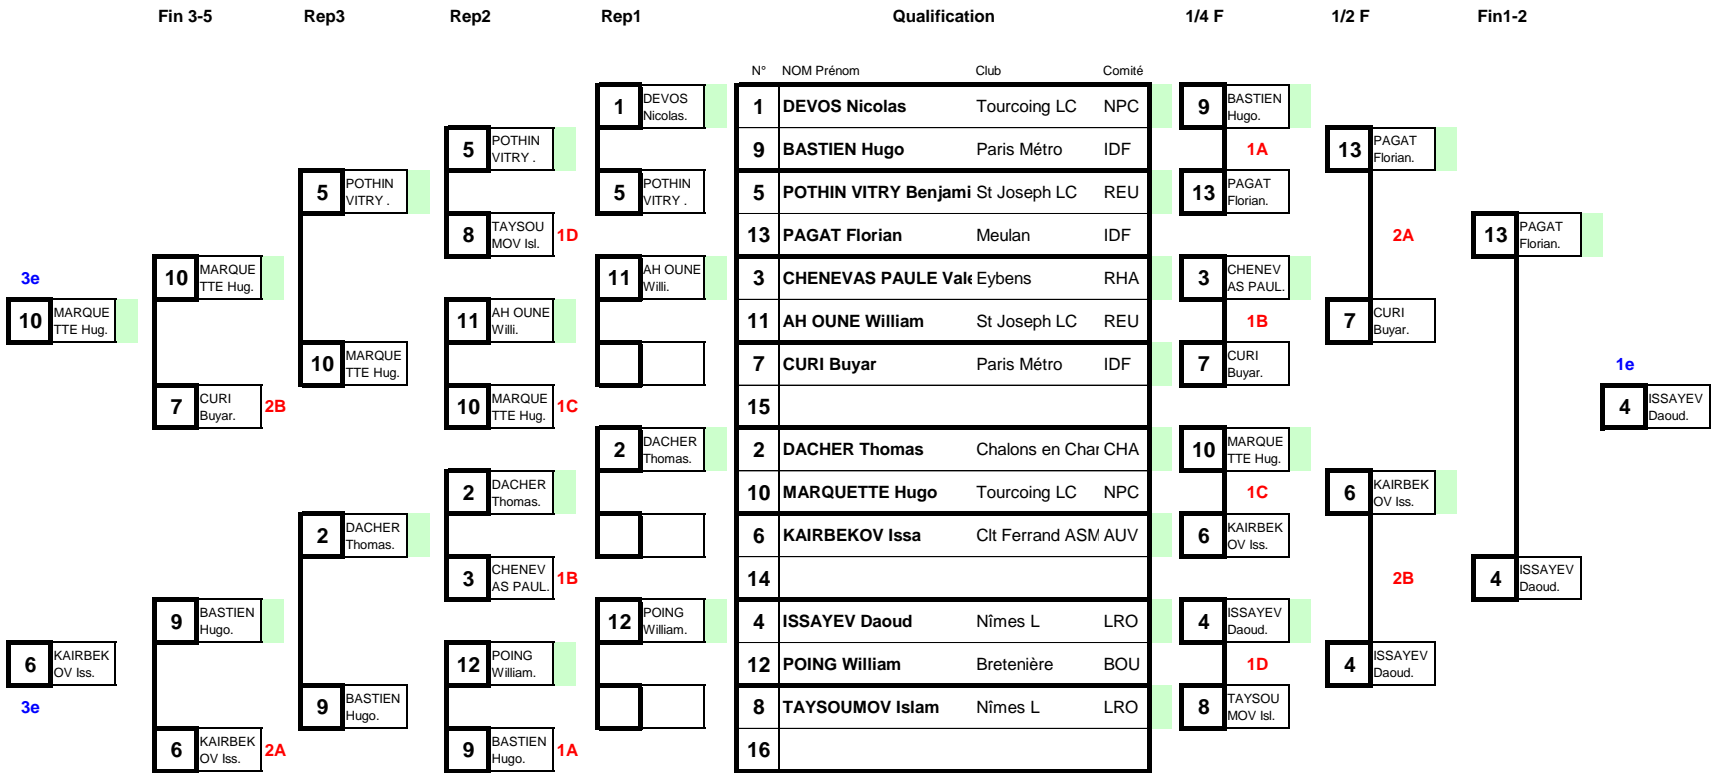 Fin 3-5 Rep3 Rep2 Rep1 Qualification 1/4 F 1/2 F Fin1-2
N° NOM Prénom Club Comité
1 DEVOS Nicolas.
1 DEVOS Nicolas Tourcoing LC NPC
9 BASTIEN Hugo.
5 POTHIN VITRY .
9 BASTIEN Hugo Paris Métro IDF
1A
13 PAGAT Florian.
5 POTHIN VITRY .
5 POTHIN VITRY .
5 POTHIN VITRY Benjami St Joseph LC REU
13 PAGAT Florian.
8 TAYSOU MOV Isl. 1D
13 PAGAT Florian Meulan IDF
2A
13 PAGAT Florian.
3e
10 MARQUE TTE Hug.
11 AH OUNE Willi.
3 CHENEVAS PAULE Vale Eybens RHA
3 CHENEV AS PAUL.
10 MARQUE TTE Hug.
11 AH OUNE Willi.
11 AH OUNE William St Joseph LC REU
1B
7 CURI Buyar.
10 MARQUE TTE Hug.
7 CURI Buyar Paris Métro IDF
7 CURI Buyar.
1e
7 CURI Buyar. 2B
10 MARQUE TTE Hug. 1C
15
4 ISSAYEV Daoud.
2 DACHER Thomas.
2 DACHER Thomas Chalons en Char CHA
10 MARQUE TTE Hug.
2 DACHER Thomas.
10 MARQUETTE Hugo Tourcoing LC NPC
1C
6 KAIRBEK OV Iss.
2 DACHER Thomas.
6 KAIRBEKOV Issa Clt Ferrand ASM AUV
6 KAIRBEK OV Iss.
3 CHENEV AS PAUL. 1B
14
2B
4 ISSAYEV Daoud.
9 BASTIEN Hugo.
12 POING William.
4 ISSAYEV Daoud Nîmes L LRO
4 ISSAYEV Daoud.
6 KAIRBEK OV Iss.
12 POING William.
12 POING William Bretenière BOU
1D
4 ISSAYEV Daoud.
3e
9 BASTIEN Hugo.
8 TAYSOUMOV Islam Nîmes L LRO
8 TAYSOU MOV Isl.
6 KAIRBEK OV Iss. 2A
9 BASTIEN Hugo. 1A
16